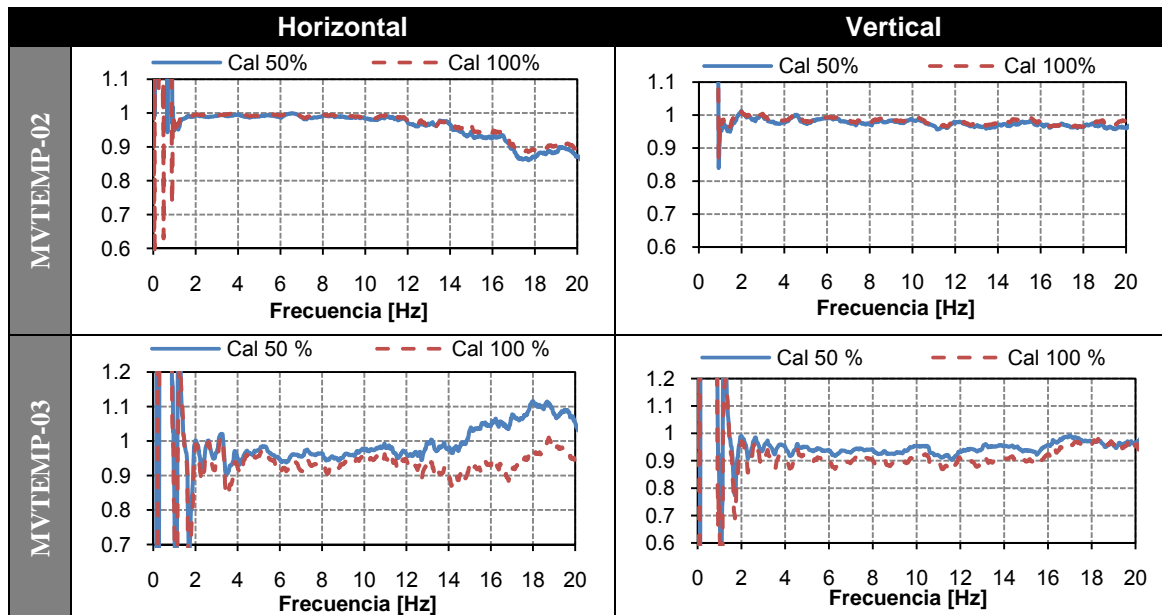 Horizontal Vertical
MVTEMP-02
Cal 50% Cal 100%
1.1
1
0.9
0.8
0.7
0.6
0 2 4 6 8 10 12 14 16 18 20
Frecuencia [Hz]
Cal 50% Cal 100%
1.1
1
0.9
0.8
0.7
0.6
0 2 4 6 8 10 12 14 16 18 20
Frecuencia [Hz]
MVTEMP-03
Cal 50 % Cal 100 %
1.2
1.1
1
0.9
0.8
0.7
0 2 4 6 8 10 12 14 16 18 20
Frecuencia [Hz]
Cal 50 % Cal 100 %
1.2
1.1
1
0.9
0.8
0.7
0.6
0 2 4 6 8 10 12 14 16 18 20
Frecuencia [Hz]